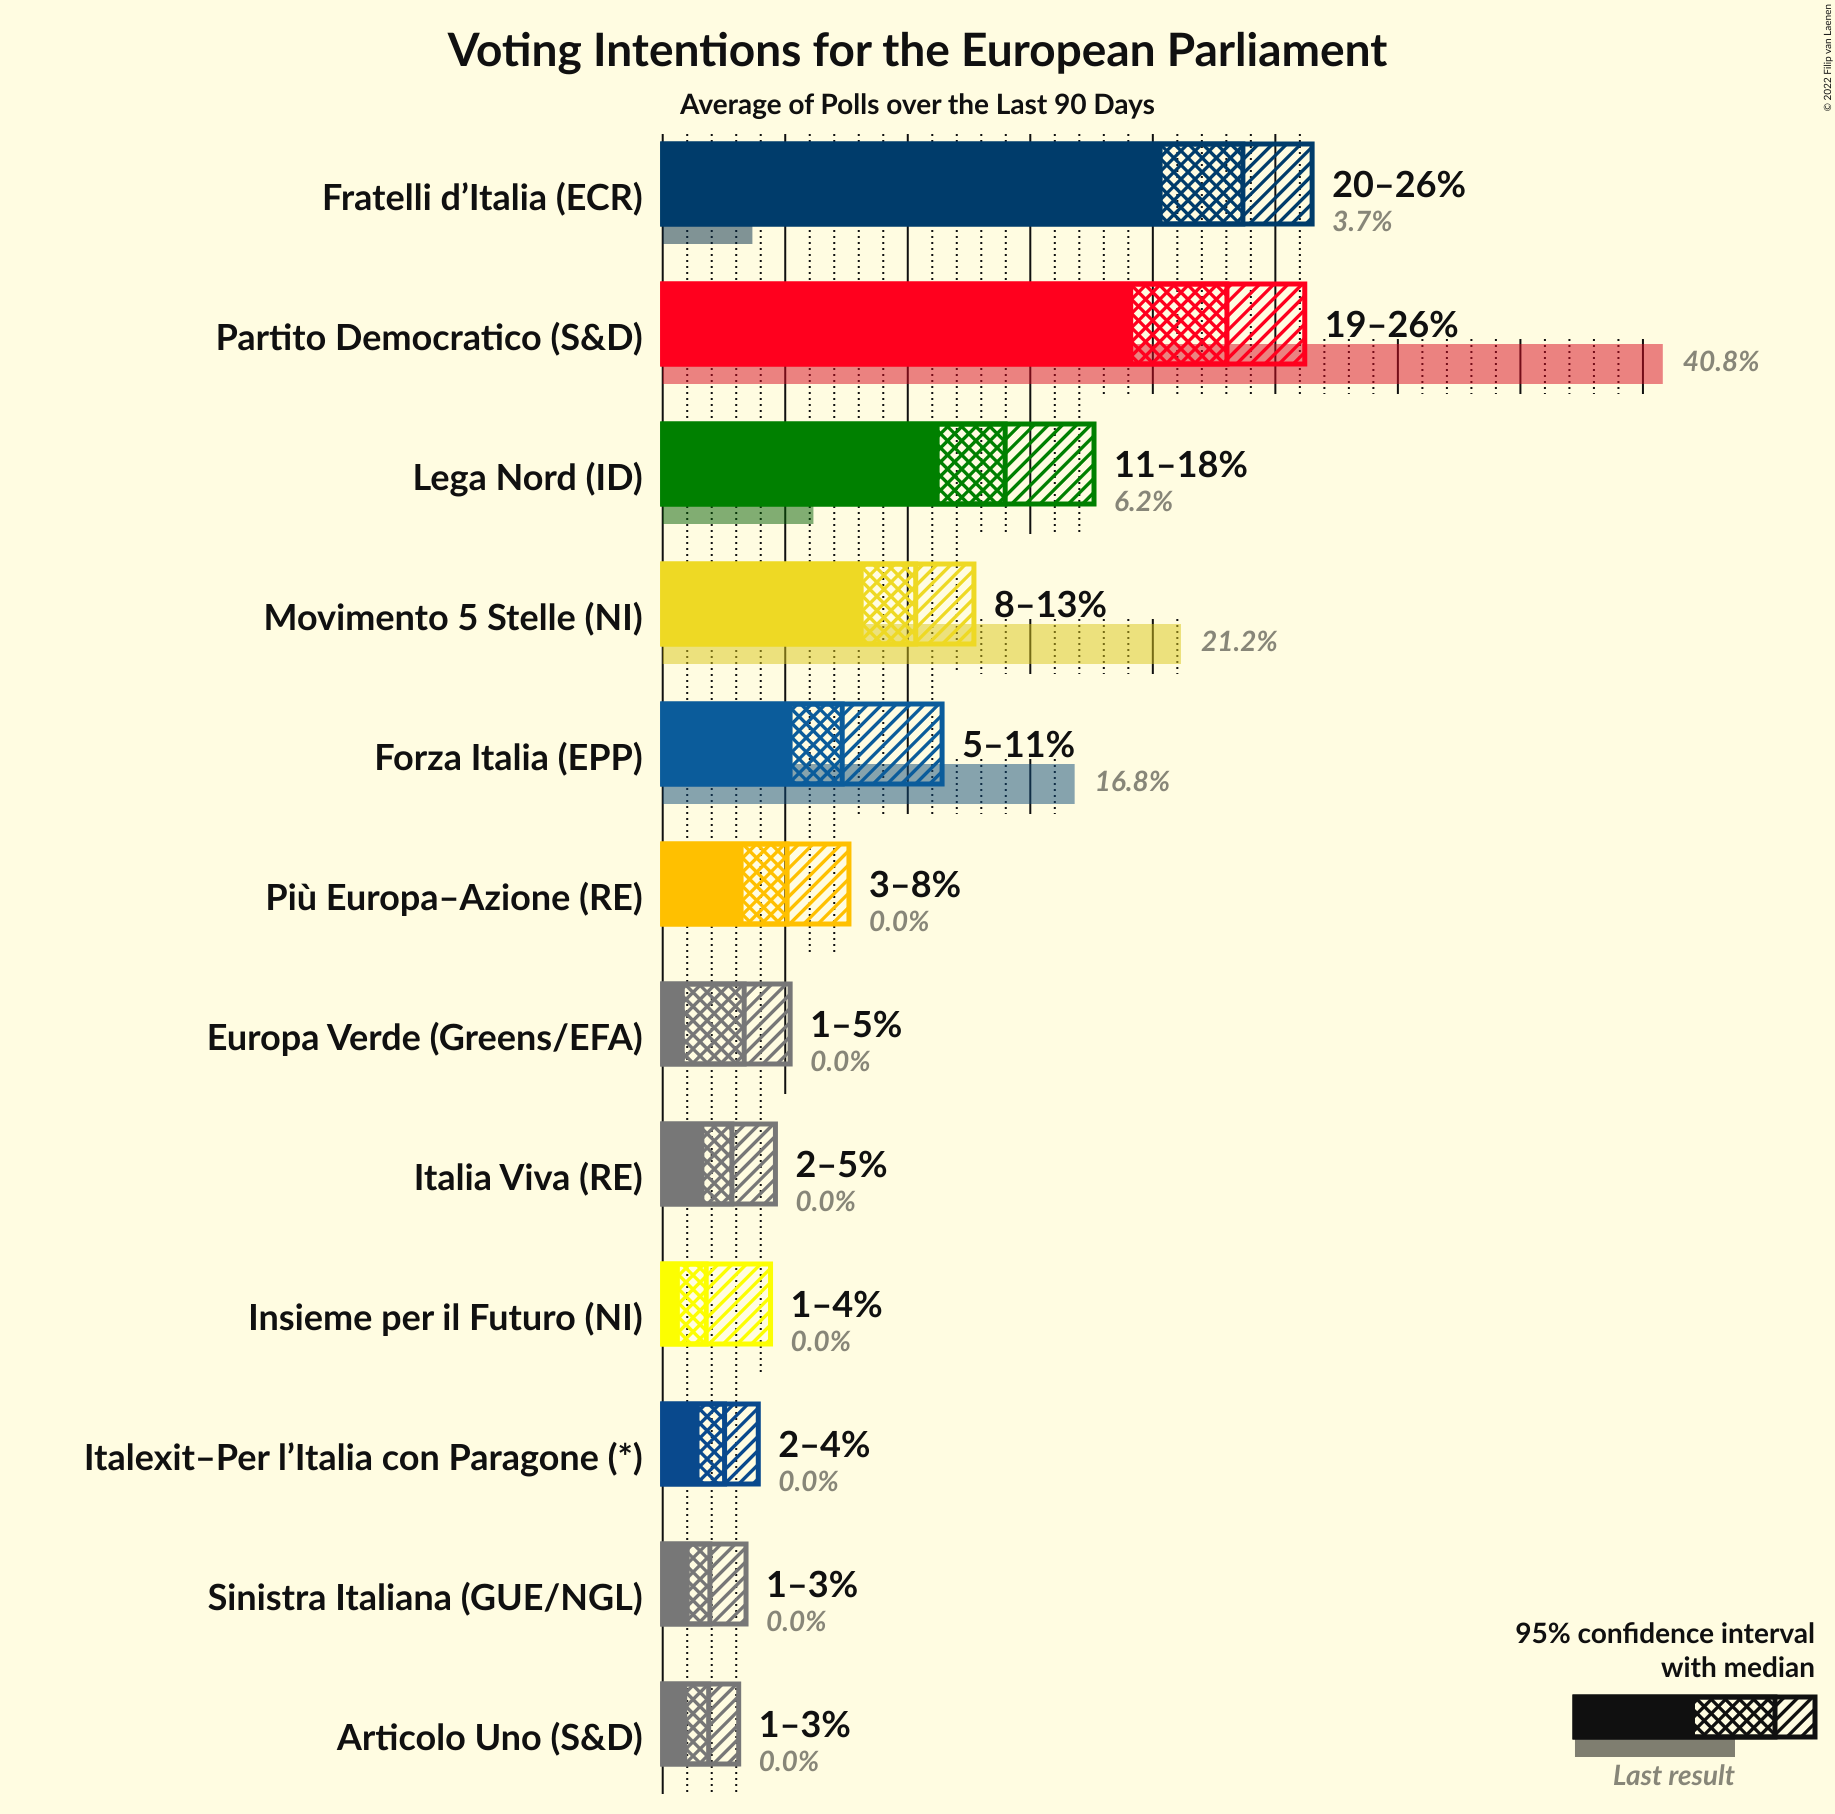 Voting Intentions for the European Parliament
Average of Polls over the Last 90 Days
© 2022 Filip van Laenen
Fratelli d’Italia (ECR)
20–26%
3.7%
Partito Democratico (S&D)
19–26%
40.8%
Lega Nord (ID)
11–18%
6.2%
Movimento 5 Stelle (NI)
8–13%
21.2%
Forza Italia (EPP)
5–11%
16.8%
Più Europa–Azione (RE)
3–8%
0.0%
Europa Verde (Greens/EFA)
1–5%
0.0%
Italia Viva (RE)
2–5%
0.0%
Insieme per il Futuro (NI)
1–4%
0.0%
Italexit–Per l’Italia con Paragone (*)
2–4%
0.0%
Sinistra Italiana (GUE/NGL)
1–3%
0.0%
Articolo Uno (S&D)
1–3%
0.0%
95% confidence interval
with median
Last result